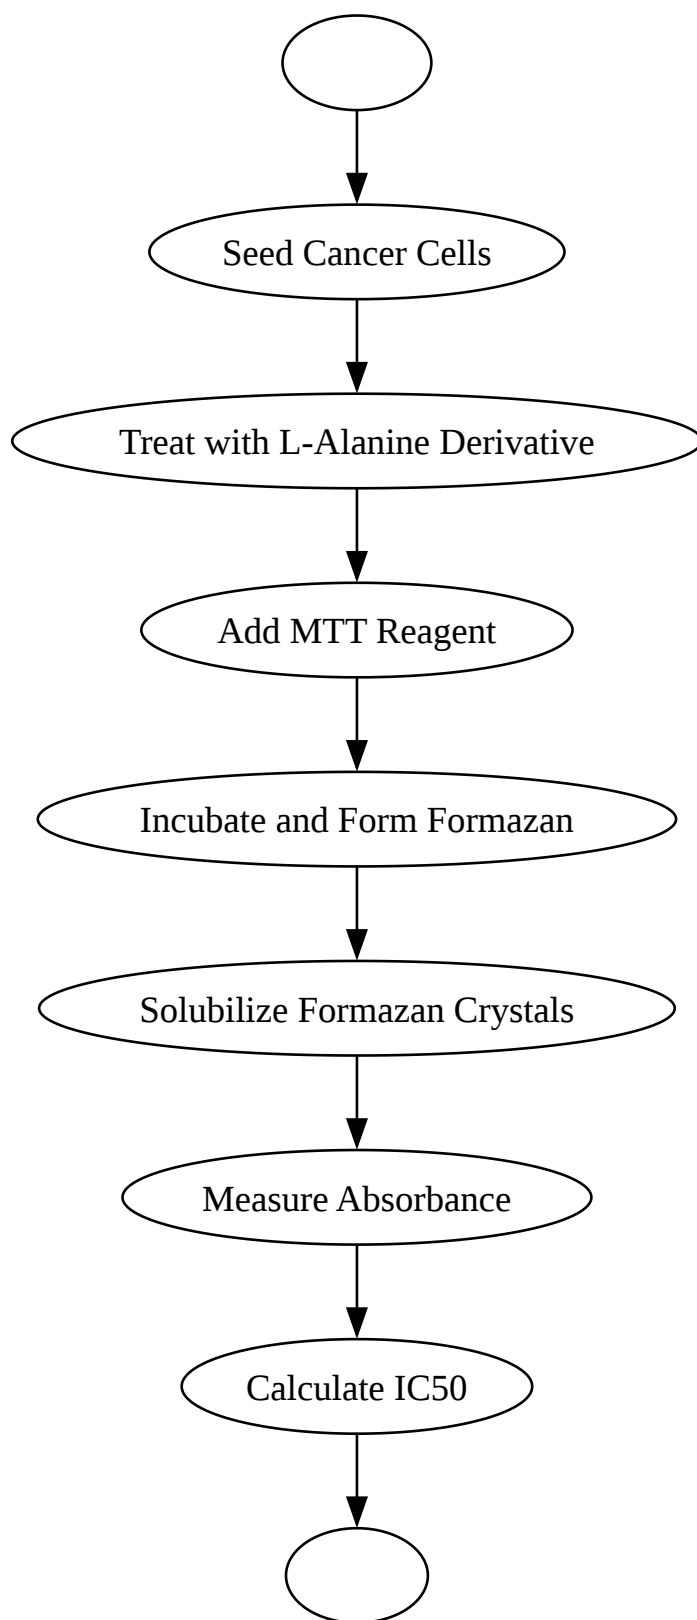 Seed Cancer Cells
Treat with L-Alanine Derivative
Add MTT Reagent
Incubate and Form Formazan
Solubilize Formazan Crystals
Measure Absorbance
Calculate IC50